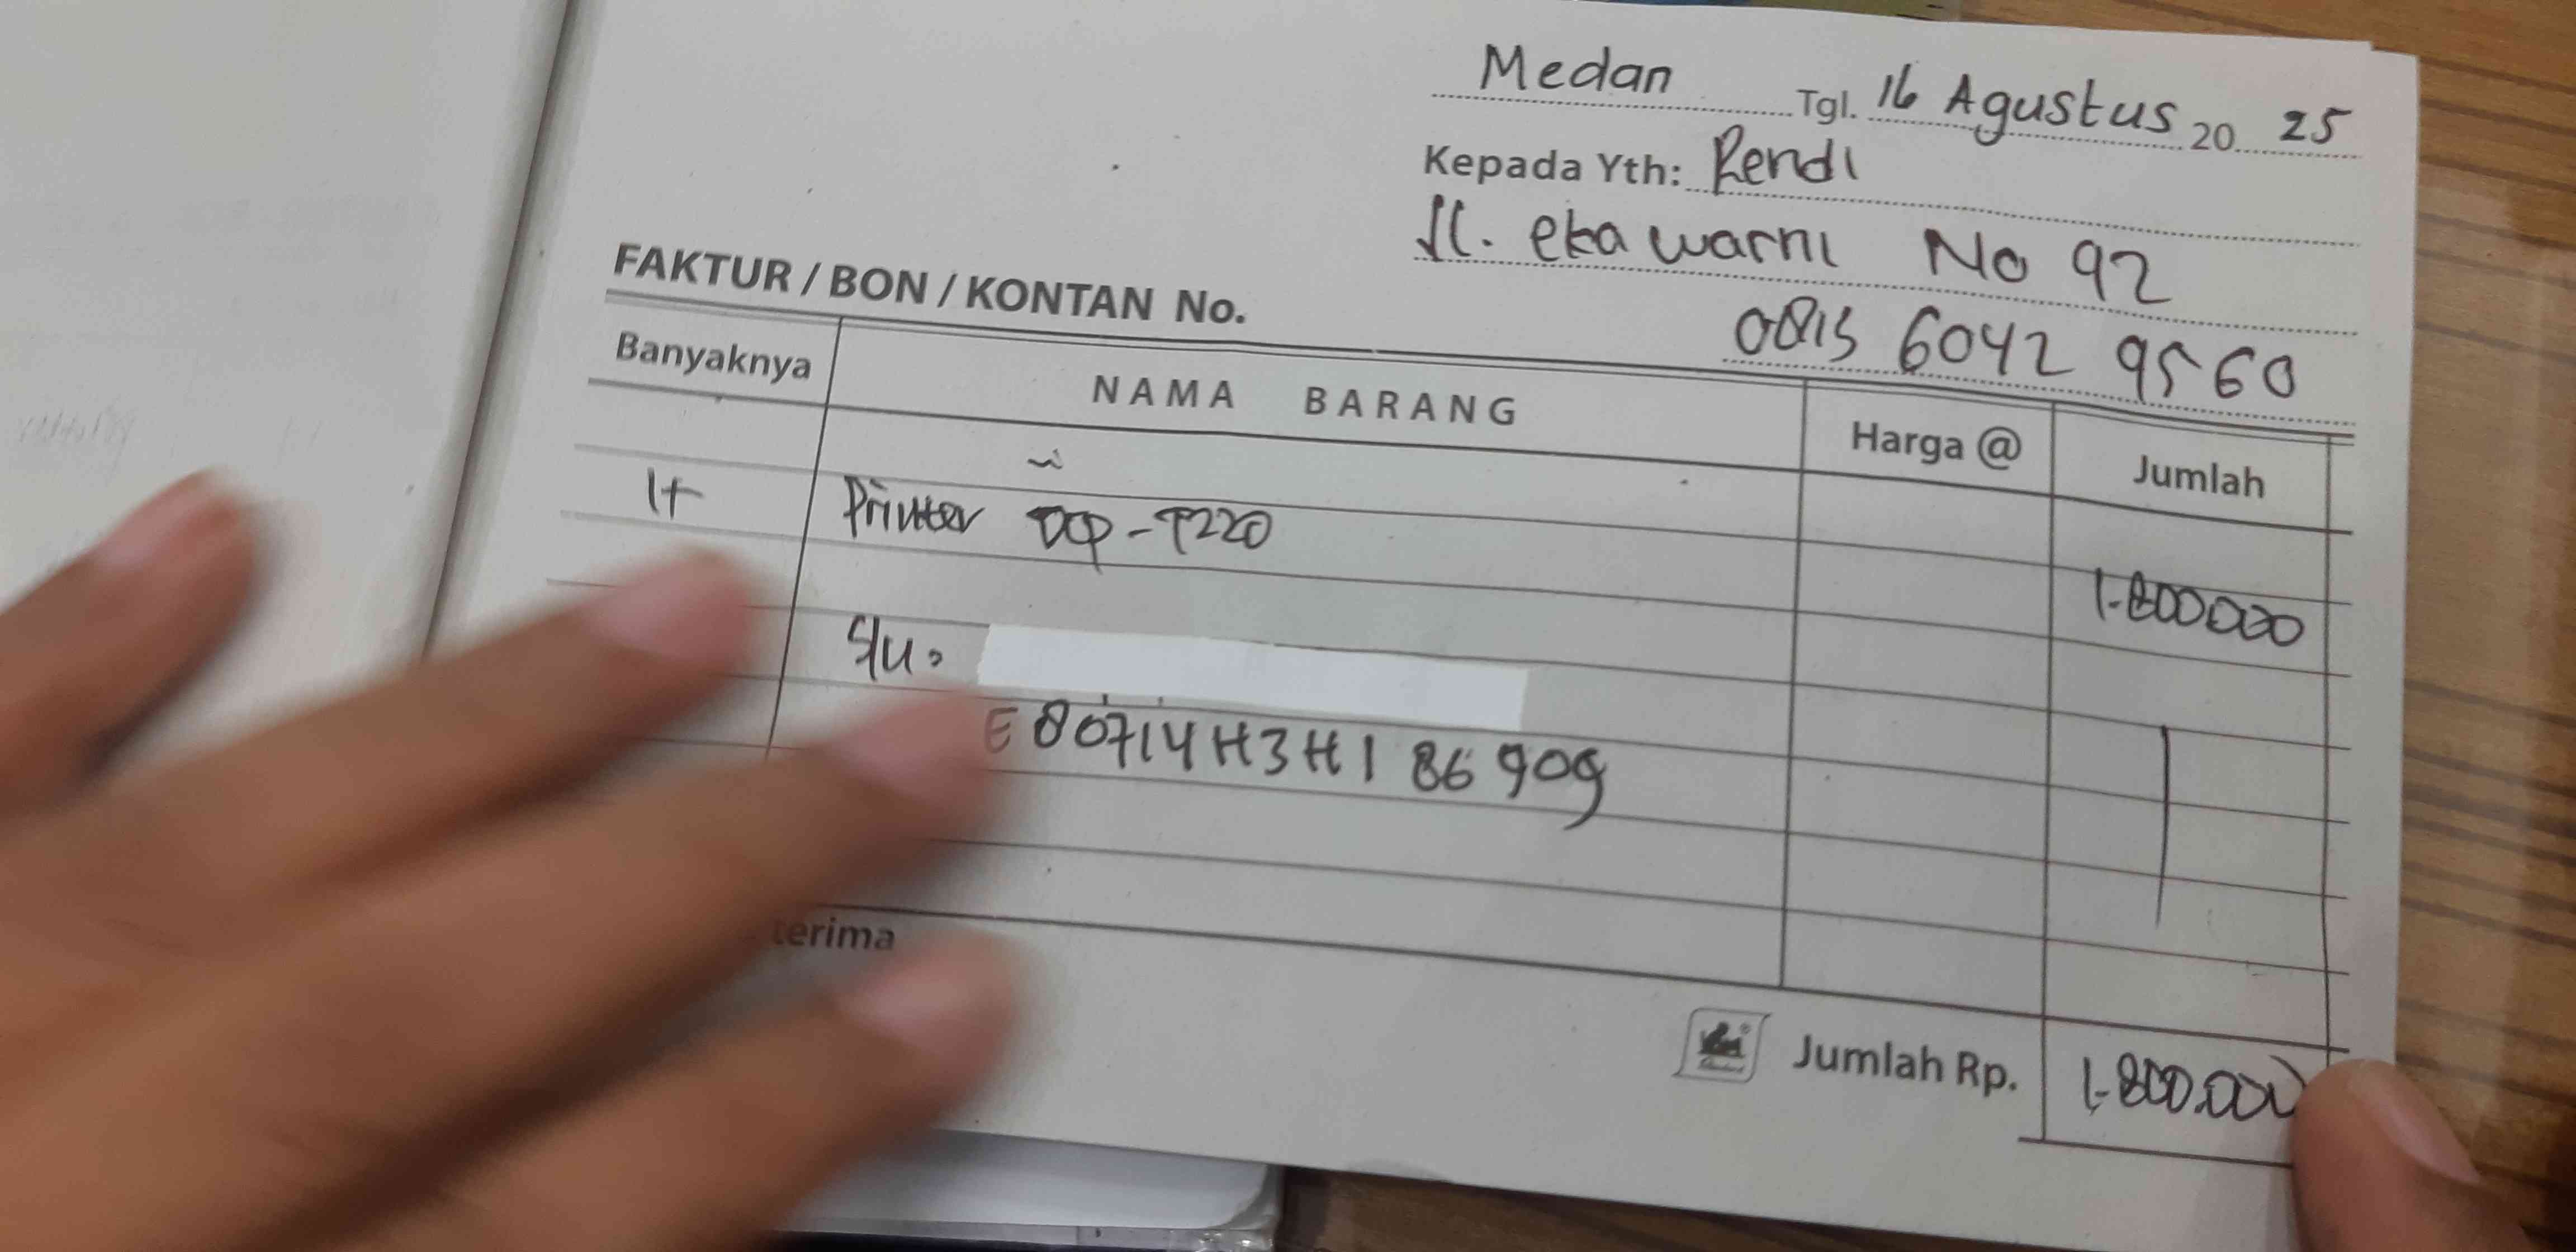 Medan Tgl. 16 Agustus 20 25
Kepada Yth: Rendi
Jl. eka warni No 92
0813 6042 9560
FAKTUR / BON / KONTAN No.
Banyaknya NAMA BARANG Harga @ Jumlah
1+ Printer DCP-T220 1.800.000
S/N:
E80714H3H186909
terima
Jumlah Rp. 1.800.000